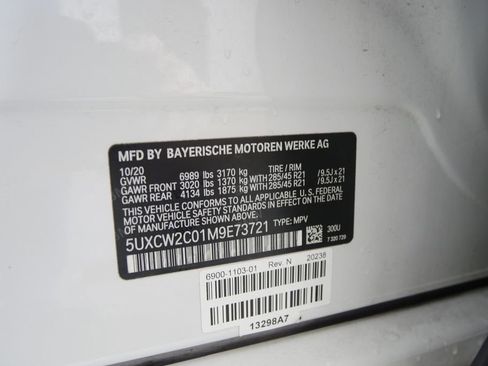 MFD BY BAYERISCHE MOTOREN WERKE AG
10/20
GVWR 6989 lbs 3170 kg TIRE / RIM
GAWR FRONT 3020 lbs 1370 kg WITH 285/45 R21 / 9.5J x 21
GAWR REAR 4134 lbs 1875 kg WITH 285/45 R21 / 9.5J x 21
THIS VEHICLE CONFORMS TO ALL APPLICABLE U.S. FEDERAL
MOTOR VEHICLE SAFETY STANDARDS IN EFFECT
ON THE DATE OF MANUFACTURE SHOWN ABOVE.
5UXCW2C01M9E73721 TYPE: MPV
300U
7 320 729
6900-1103-01 Rev. N 20238
13298A7